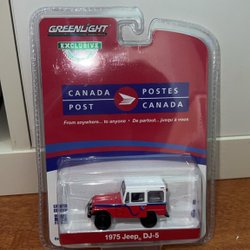 GREENLIGHT
EXCLUSIVE
CANADA POSTES
POST CANADA
From anywhere... to anyone · De partout... jusqu'à vous
1975 Jeep® DJ-5